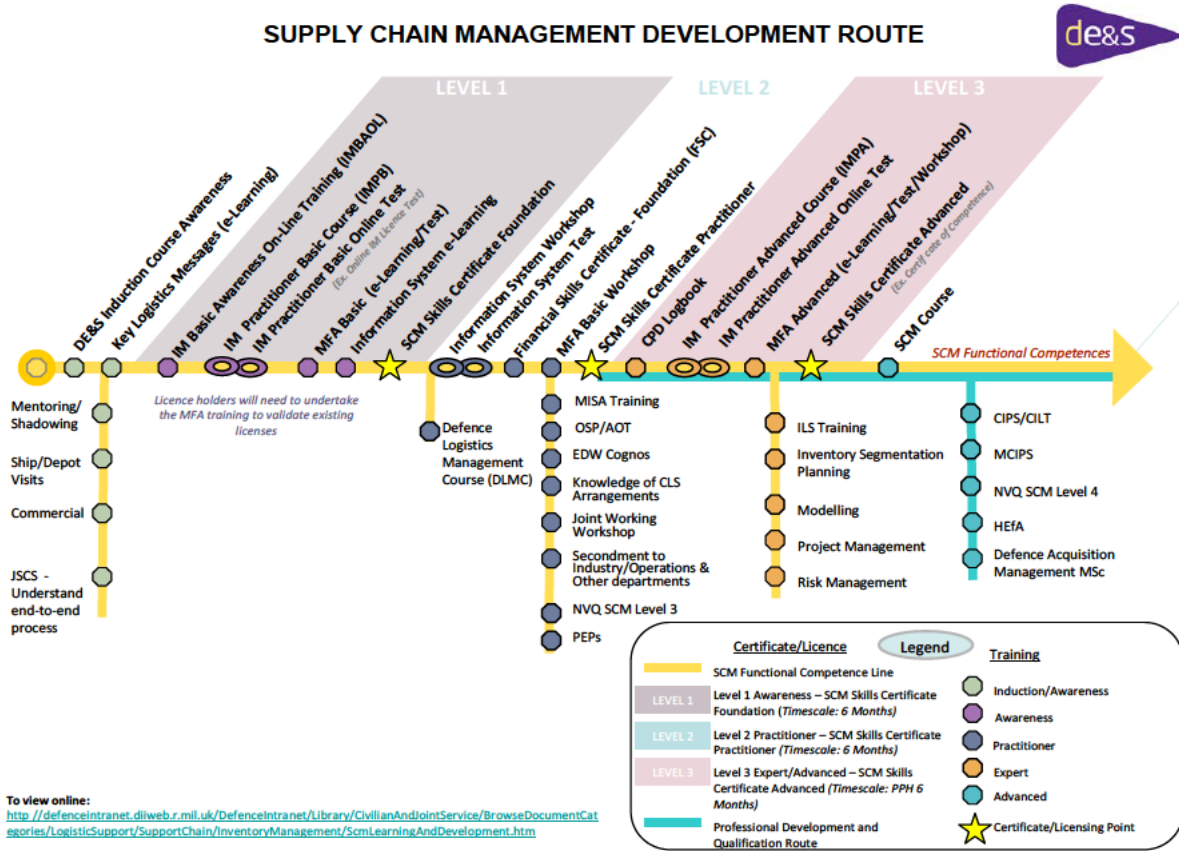 SUPPLY CHAIN MANAGEMENT DEVELOPMENT ROUTE
de&s
LEVEL 1
LEVEL 2
LEVEL 3
DE&S Induction Course Awareness
Key Logistics Messages (e-Learning)
IM Basic Awareness On-Line Training (IMBAOL)
IM Practitioner Basic Course (IMPB)
IM Practitioner Basic Online Test
(Ex. Online IM Licence Test)
MFA Basic (e-Learning/Test)
Information System e-Learning
SCM Skills Certificate Foundation
Information System Workshop
Information System Test
Financial Skills Certificate - Foundation (FSC)
MFA Basic Workshop
SCM Skills Certificate Practitioner
CPD Logbook
IM Practitioner Advanced Course (IMPA)
IM Practitioner Advanced Online Test
MFA Advanced (e-Learning/Test/Workshop)
SCM Skills Certificate Advanced
(Ex. Certif cate of Competence)
SCM Course
SCM Functional Competences
Mentoring/
Shadowing
Ship/Depot
Visits
Commercial
JSCS -
Understand
end-to-end
process
Licence holders will need to undertake
the MFA training to validate existing
licenses
Defence
Logistics
Management
Course (DLMC)
MISA Training
OSP/AOT
EDW Cognos
Knowledge of CLS
Arrangements
Joint Working
Workshop
Secondment to
Industry/Operations &
Other departments
NVQ SCM Level 3
PEPs
ILS Training
Inventory Segmentation
Planning
Modelling
Project Management
Risk Management
CIPS/CILT
MCIPS
NVQ SCM Level 4
HEfA
Defence Acquisition
Management MSc
Legend
Certificate/Licence
SCM Functional Competence Line
LEVEL 1
Level 1 Awareness – SCM Skills Certificate
Foundation (Timescale: 6 Months)
LEVEL 2
Level 2 Practitioner – SCM Skills Certificate
Practitioner (Timescale: 6 Months)
LEVEL 3
Level 3 Expert/Advanced – SCM Skills
Certificate Advanced (Timescale: PPH 6
Months)
Professional Development and
Qualification Route
Training
Induction/Awareness
Awareness
Practitioner
Expert
Advanced
Certificate/Licensing Point
To view online:
http://defenceintranet.diiweb.r.mil.uk/DefenceIntranet/Library/CivilianAndJointService/BrowseDocumentCat
egories/LogisticSupport/SupportChain/InventoryManagement/ScmLearningAndDevelopment.htm